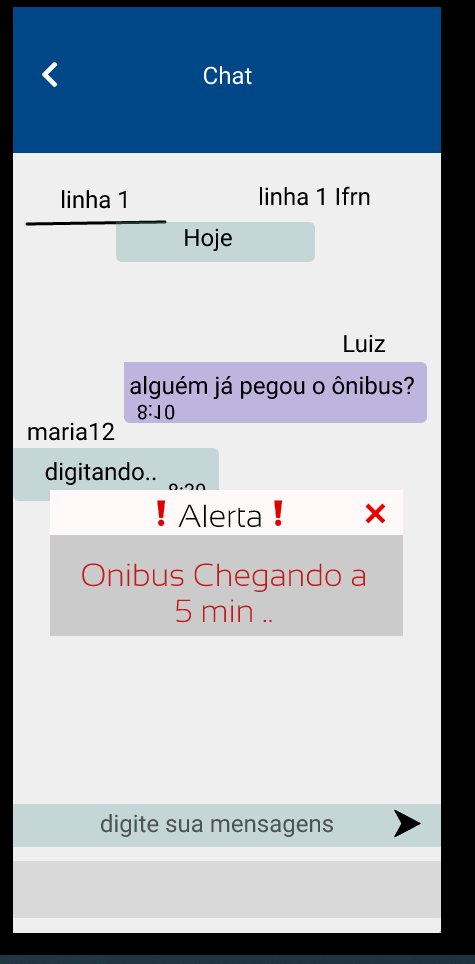 Chat
linha 1
linha 1 Ifrn
Hoje
Luiz
alguém já pegou o ônibus?
8:10
maria12
digitando..
8:20
! Alerta ! ×
Onibus Chegando a
5 min ..
digite sua mensagens